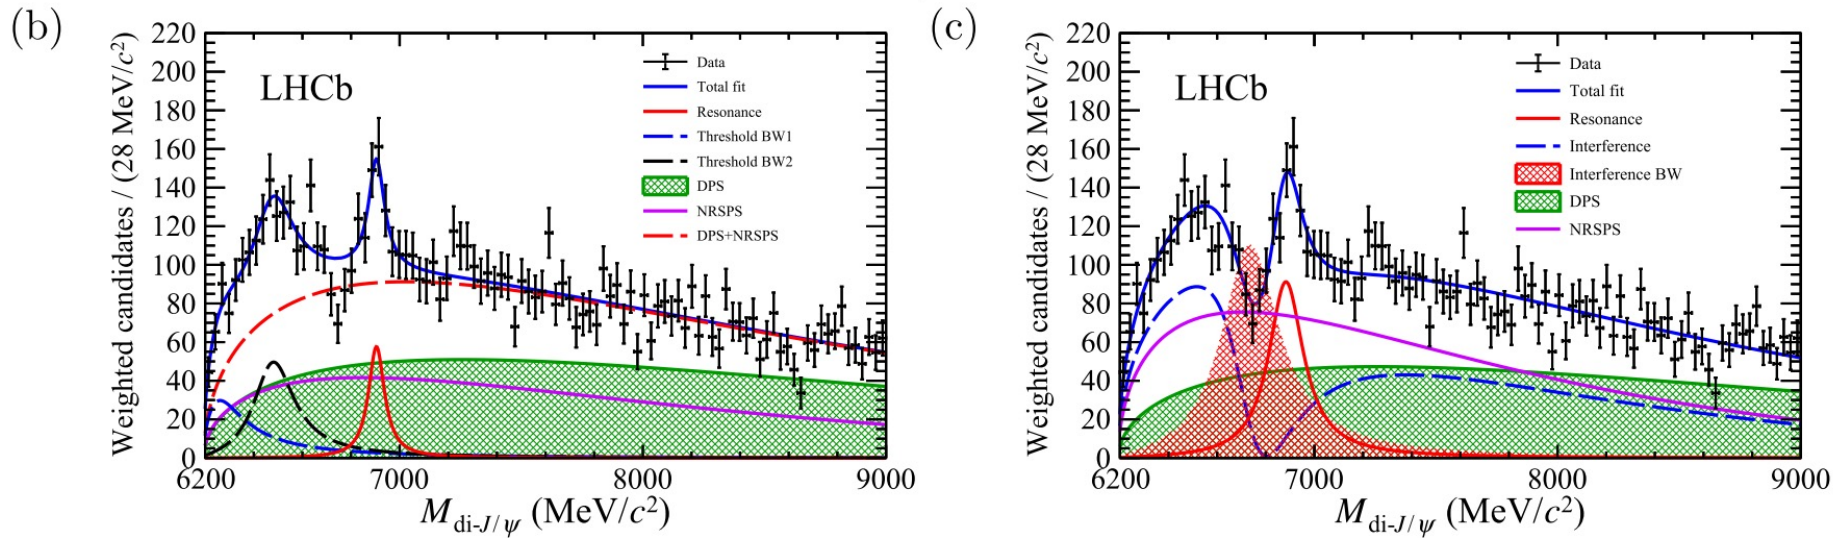 (b)
Weighted candidates / (28 MeV/c²)
220
200
180
160
140
120
100
80
60
40
20
0
LHCb
Data
Total fit
Resonance
Threshold BW1
Threshold BW2
DPS
NRSPS
DPS+NRSPS
6200 7000 8000 9000
M di-J/ψ (MeV/c²)
(c)
Weighted candidates / (28 MeV/c²)
220
200
180
160
140
120
100
80
60
40
20
0
LHCb
Data
Total fit
Resonance
Interference
Interference BW
DPS
NRSPS
6200 7000 8000 9000
M di-J/ψ (MeV/c²)